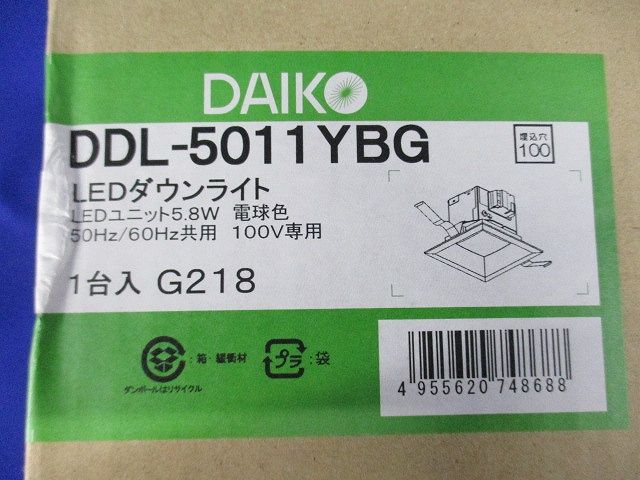 DAIKO
DDL-5011YBG
埋込穴
100
LEDダウンライト
LEDユニット5.8W 電球色
50Hz/60Hz共用 100V専用
1台入 G218
:箱・緩衝材
プラ
:袋
ダンボールはリサイクル
4 955620 748688